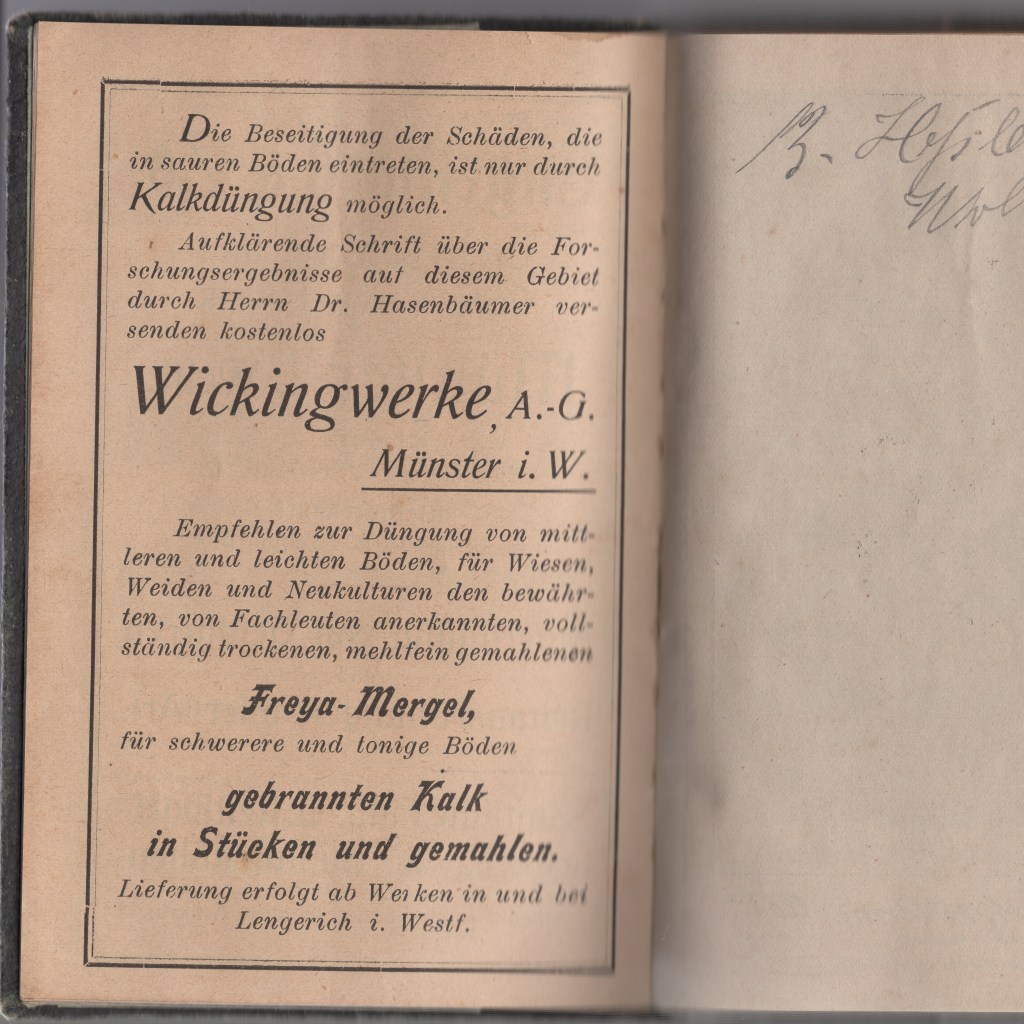 Die Beseitigung der Schäden, die
in sauren Böden eintreten, ist nur durch
Kalkdüngung möglich.
Aufklärende Schrift über die For-
schungsergebnisse auf diesem Gebiet
durch Herrn Dr. Hasenbäumer ver-
senden kostenlos
Wickingwerke, A.-G.
Münster i. W.
Empfehlen zur Düngung von mitt-
leren und leichten Böden, für Wiesen,
Weiden und Neukulturen den bewähr-
ten, von Fachleuten anerkannten, voll-
ständig trockenen, mehlfein gemahlenen
Freya-Mergel,
für schwerere und tonige Böden
gebrannten Kalk
in Stücken und gemahlen.
Lieferung erfolgt ab Werken in und bei
Lengerich i. Westf.